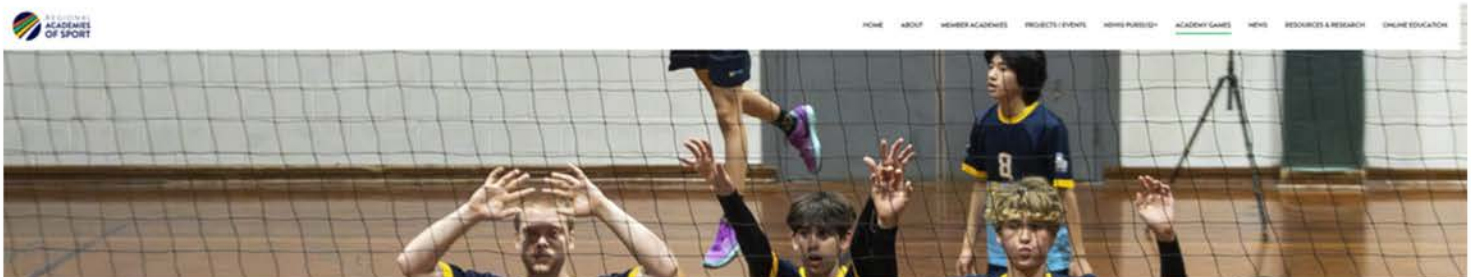 REGIONAL
ACADEMIES
OF SPORT
HOME ABOUT MEMBER ACADEMIES PROJECTS / EVENTS ACADEMY GAMES NEWS RESOURCES & RESEARCH ONLINE EDUCATION
8